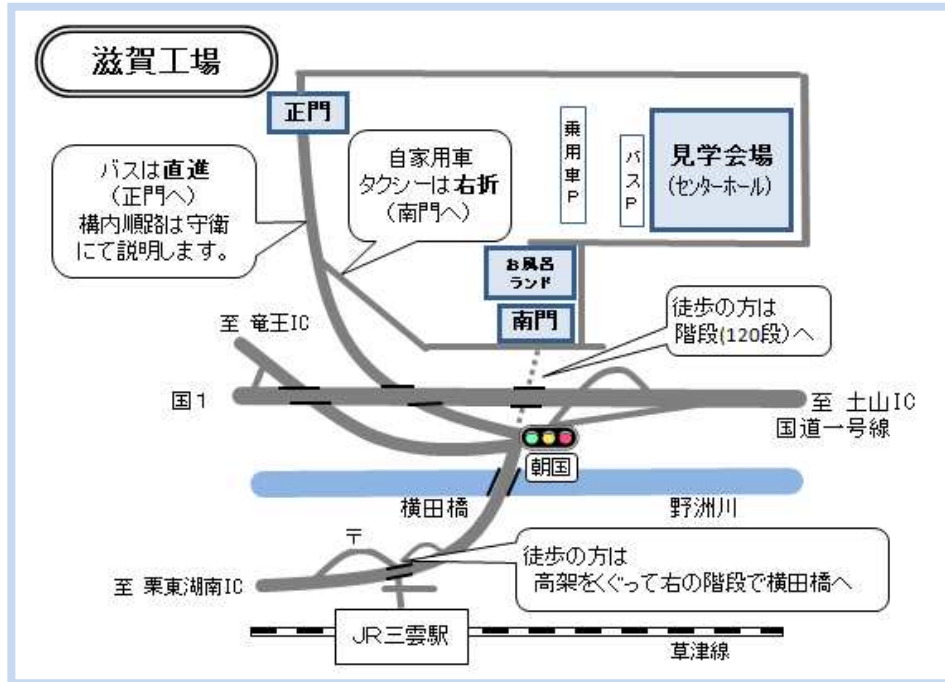 滋賀工場
正門
バスは直進
(正門へ)
構内順路は守衛
にて説明します。
自家用車
タクシーは右折
(南門へ)
乗用車P
バスP
見学会場
(センターホール)
お風呂
ランド
南門
徒歩の方は
階段(120段)へ
至 竜王IC
国1
至 土山IC
国道一号線
朝国
横田橋
野洲川
〒
徒歩の方は
高架をくぐって右の階段で横田橋へ
至 栗東湖南IC
JR三雲駅
草津線